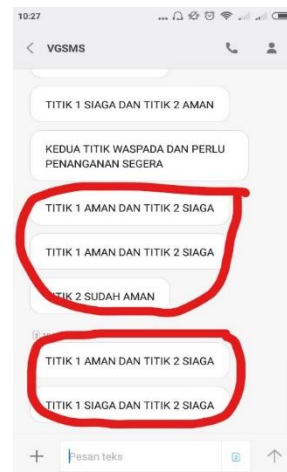 10:27
VGSMS
TITIK 1 SIAGA DAN TITIK 2 AMAN
KEDUA TITIK WASPADA DAN PERLU
PENANGANAN SEGERA
TITIK 1 AMAN DAN TITIK 2 SIAGA
TITIK 1 AMAN DAN TITIK 2 SIAGA
TITIK 2 SUDAH AMAN
TITIK 1 AMAN DAN TITIK 2 SIAGA
TITIK 1 SIAGA DAN TITIK 2 SIAGA
Pesan teks